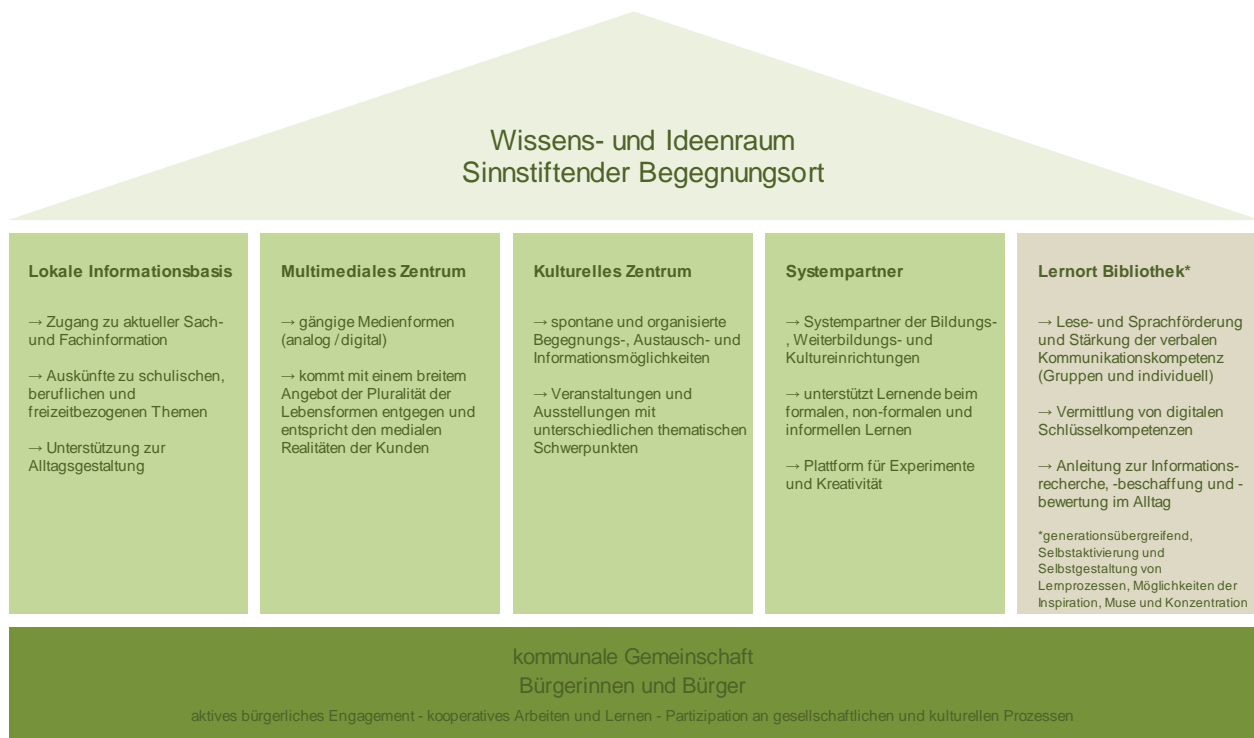 Wissens- und Ideenraum
Sinnstiftender Begegnungsort
Lokale Informationsbasis
→ Zugang zu aktueller Sach-
und Fachinformation
→ Auskünfte zu schulischen,
beruflichen und
freizeitbezogenen Themen
→ Unterstützung zur
Alltagsgestaltung
Multimediales Zentrum
→ gängige Medienformen
(analog / digital)
→ kommt mit einem breitem
Angebot der Pluralität der
Lebensformen entgegen und
entspricht den medialen
Realitäten der Kunden
Kulturelles Zentrum
→ spontane und organisierte
Begegnungs-, Austausch- und
Informationsmöglichkeiten
→ Veranstaltungen und
Ausstellungen mit
unterschiedlichen thematischen
Schwerpunkten
Systempartner
→ Systempartner der Bildungs-
, Weiterbildungs- und
Kultureinrichtungen
→ unterstützt Lernende beim
formalen, non-formalen und
informellen Lernen
→ Plattform für Experimente
und Kreativität
Lernort Bibliothek*
→ Lese- und Sprachförderung
und Stärkung der verbalen
Kommunikationskompetenz
(Gruppen und individuell)
→ Vermittlung von digitalen
Schlüsselkompetenzen
→ Anleitung zur Informations-
recherche, -beschaffung und -
bewertung im Alltag
*generationsübergreifend,
Selbstaktivierung und
Selbstgestaltung von
Lernprozessen, Möglichkeiten der
Inspiration, Muse und Konzentration
kommunale Gemeinschaft
Bürgerinnen und Bürger
aktives bürgerliches Engagement - kooperatives Arbeiten und Lernen - Partizipation an gesellschaftlichen und kulturellen Prozessen